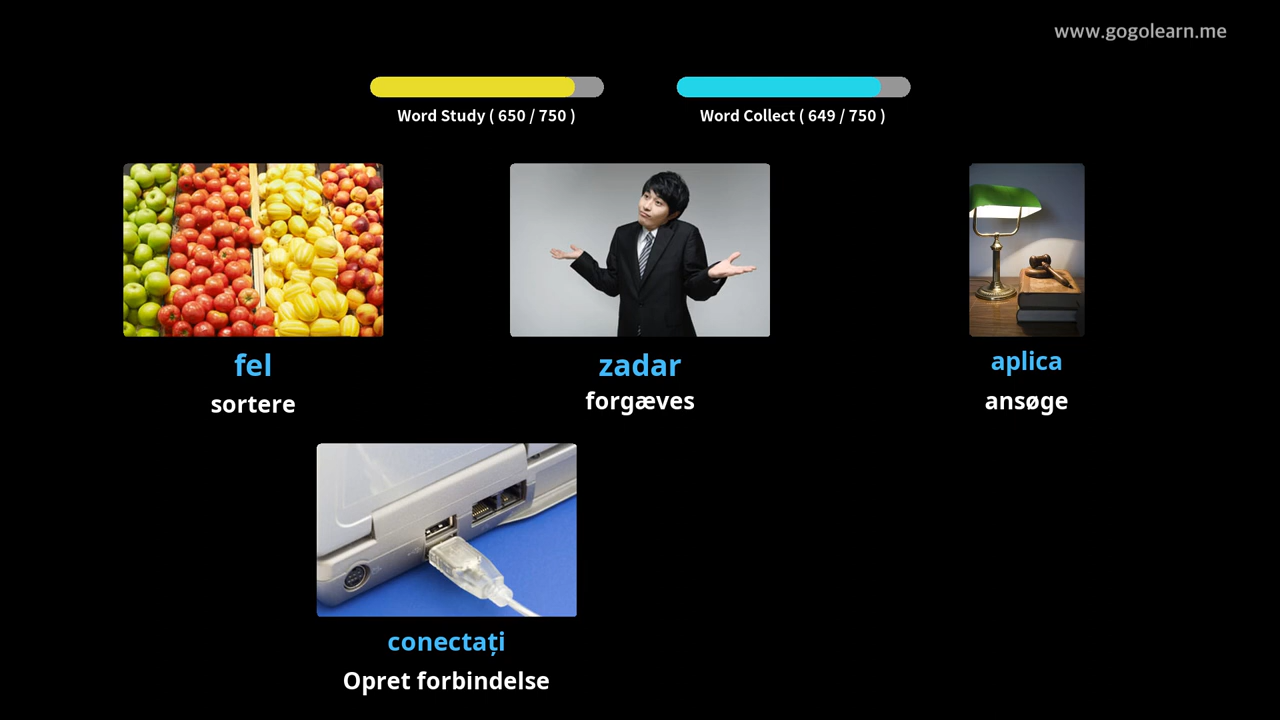 www.gogolearn.me
Word Study ( 650 / 750 )
Word Collect ( 649 / 750 )
fel
sortere
zadar
forgæves
aplica
ansøge
conectați
Opret forbindelse